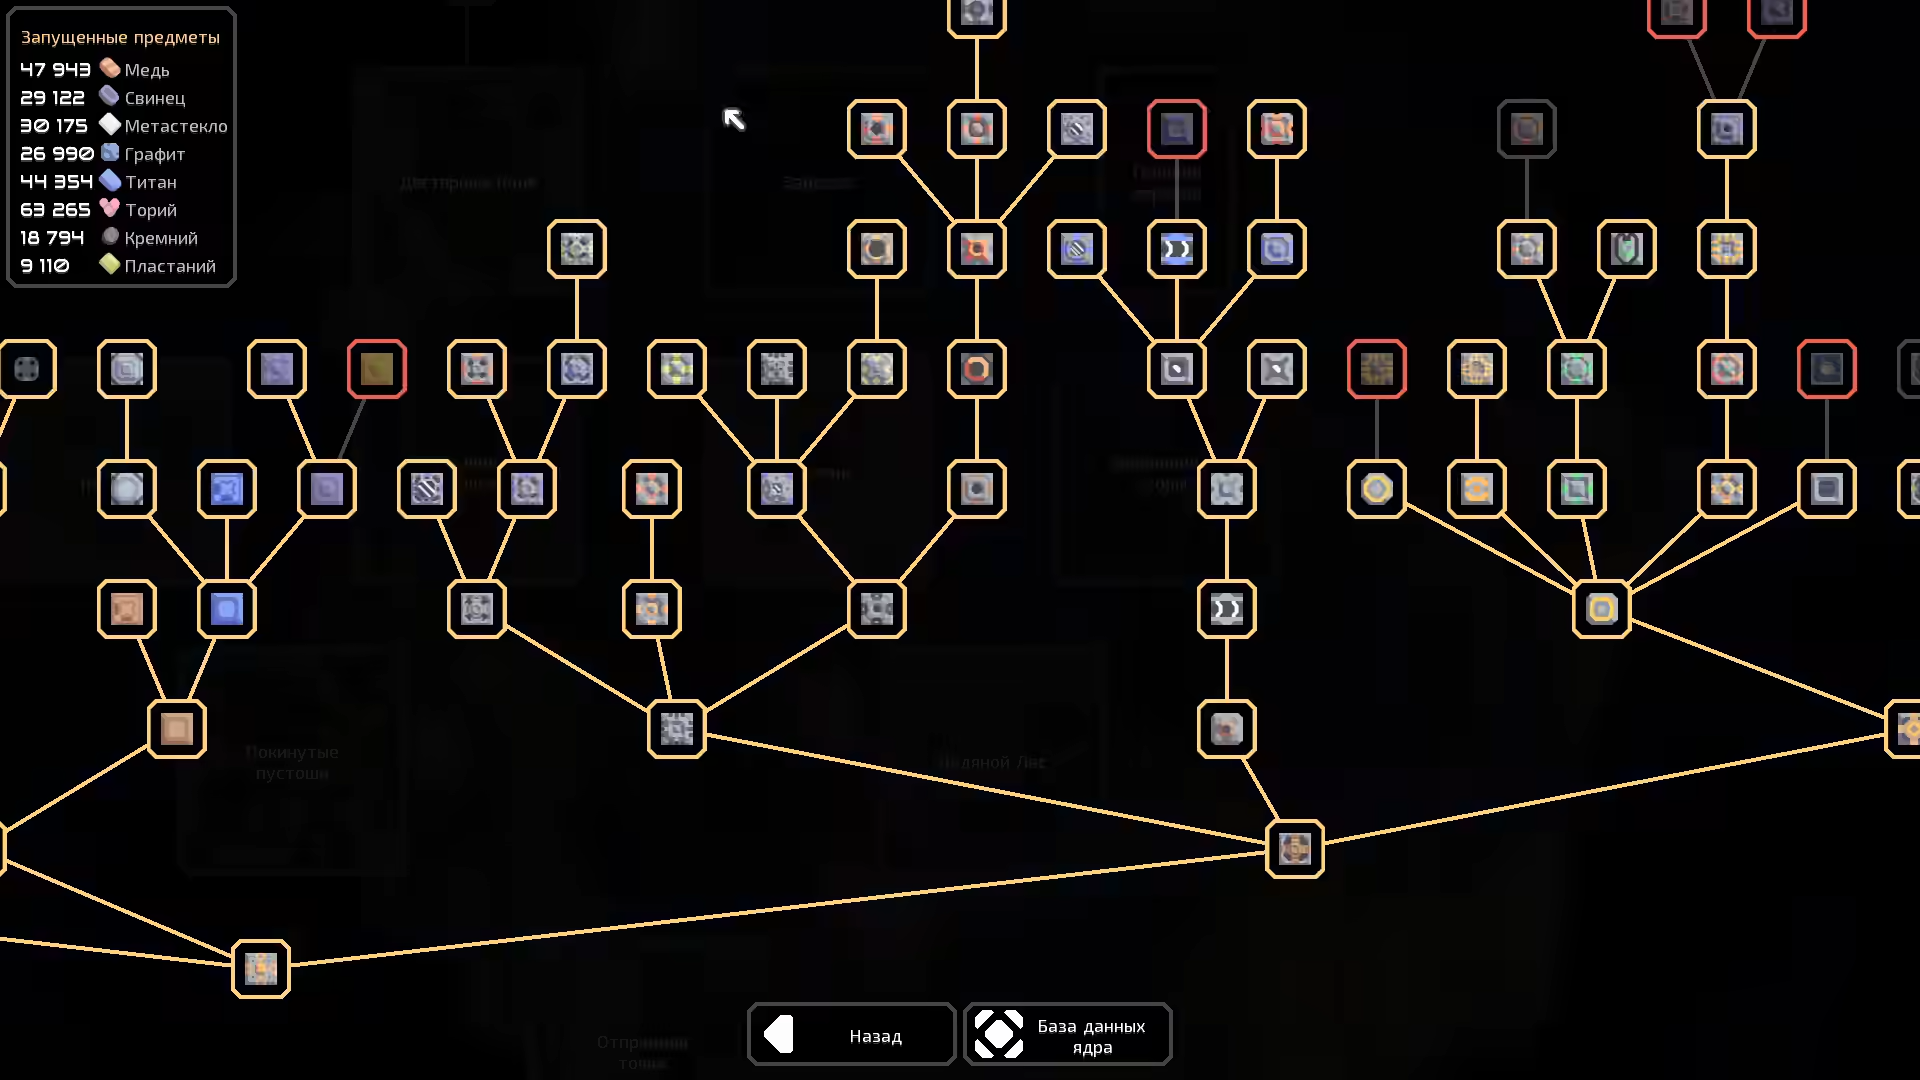 Запущенные предметы
47 943 Медь
29 122 Свинец
30 175 Метастекло
26 990 Графит
44 354 Титан
63 265 Торий
18 794 Кремний
9 110 Пластаний
Покинутые
пустоши
Ледяной Лес
Назад
База данных
ядра